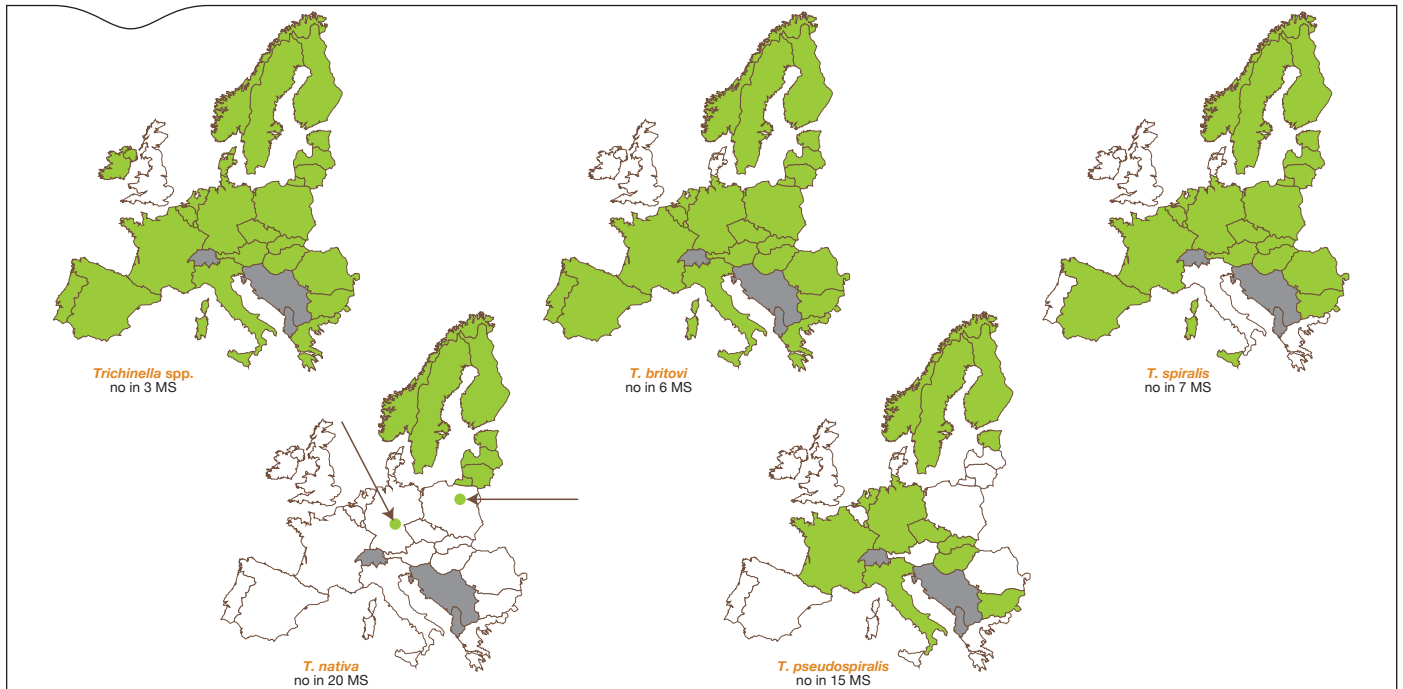 Trichinella spp.
no in 3 MS
T. britovi
no in 6 MS
T. spiralis
no in 7 MS
T. nativa
no in 20 MS
T. pseudospiralis
no in 15 MS